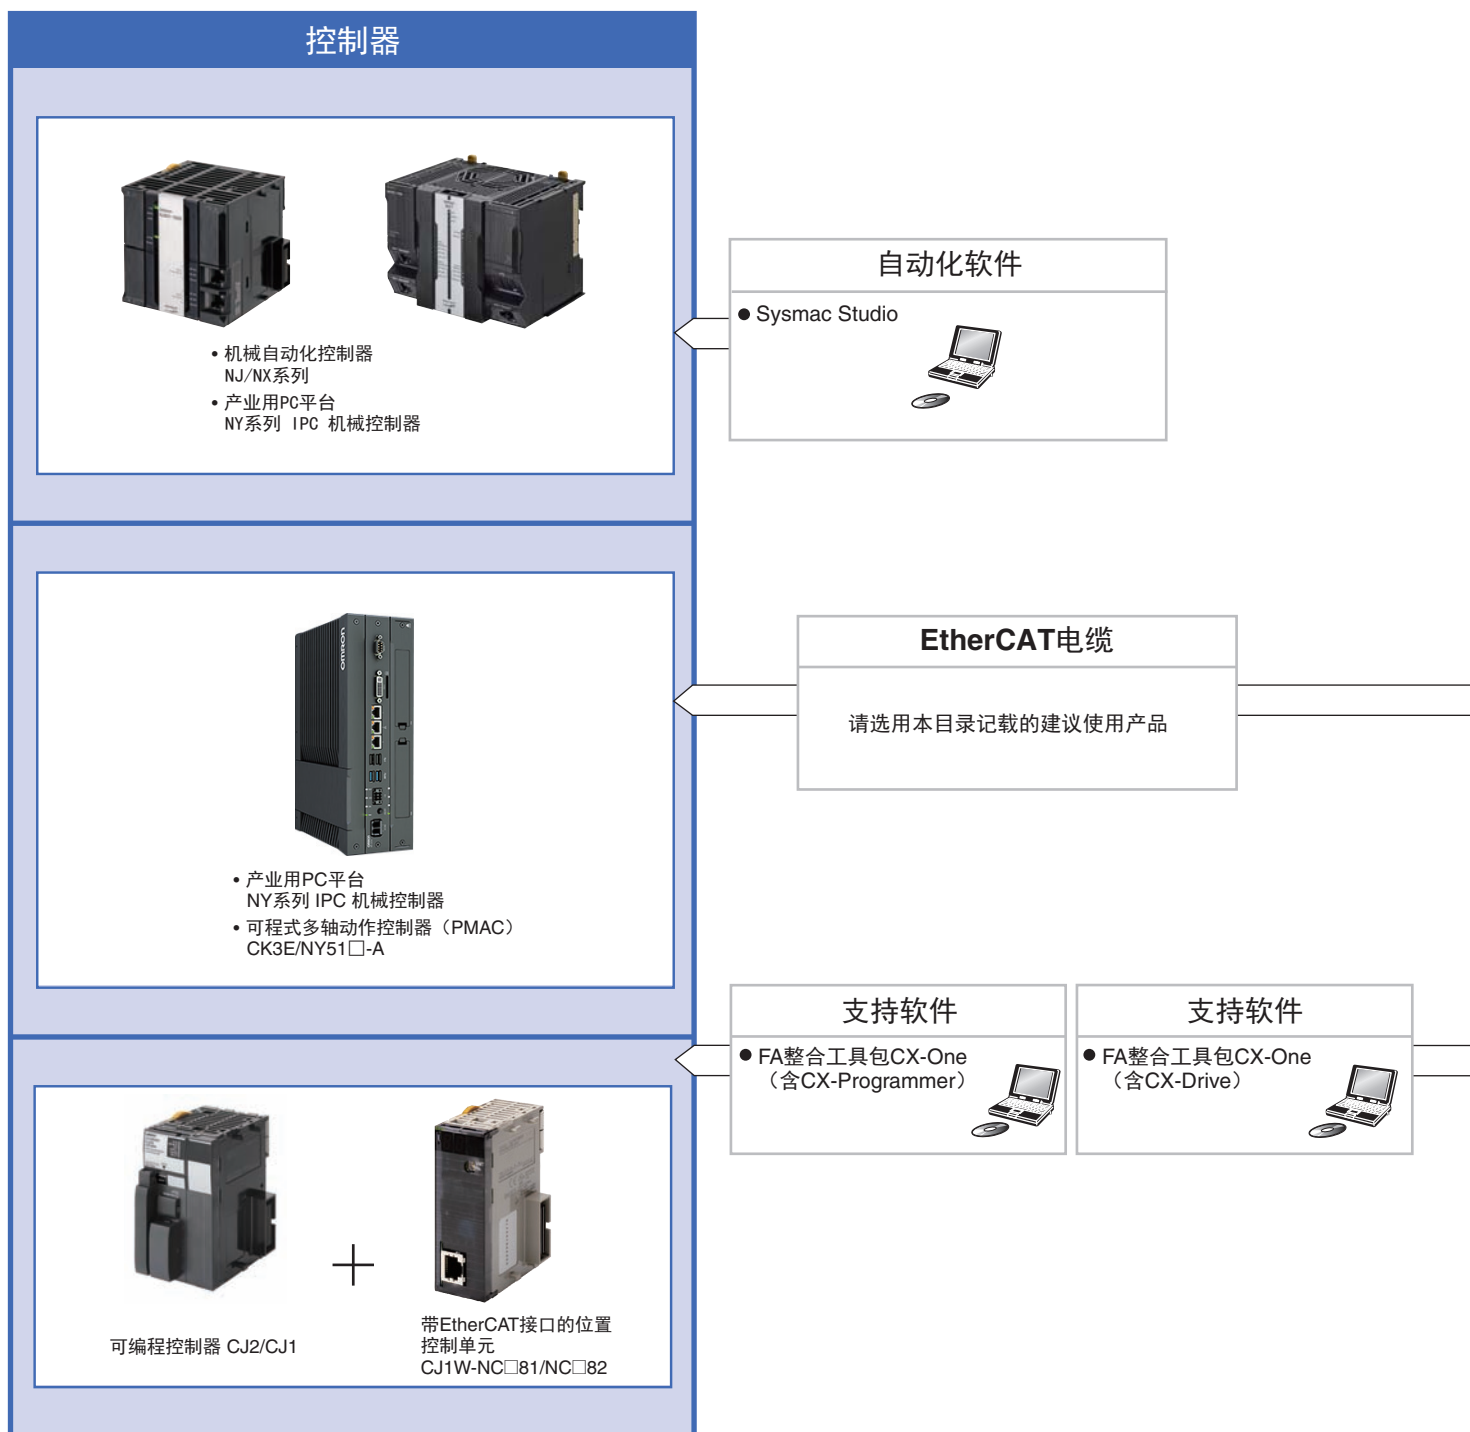 控制器
• 机械自动化控制器
NJ/NX系列
• 产业用PC平台
NY系列 IPC 机械控制器
自动化软件
● Sysmac Studio
OMRON
• 产业用PC平台
NY系列 IPC 机械控制器
• 可程式多轴动作控制器（PMAC）
CK3E/NY51□-A
EtherCAT电缆
请选用本目录记载的建议使用产品
支持软件
● FA整合工具包CX-One
（含CX-Programmer）
支持软件
● FA整合工具包CX-One
（含CX-Drive）
可编程控制器 CJ2/CJ1
+
带EtherCAT接口的位置
控制单元
CJ1W-NC□81/NC□82